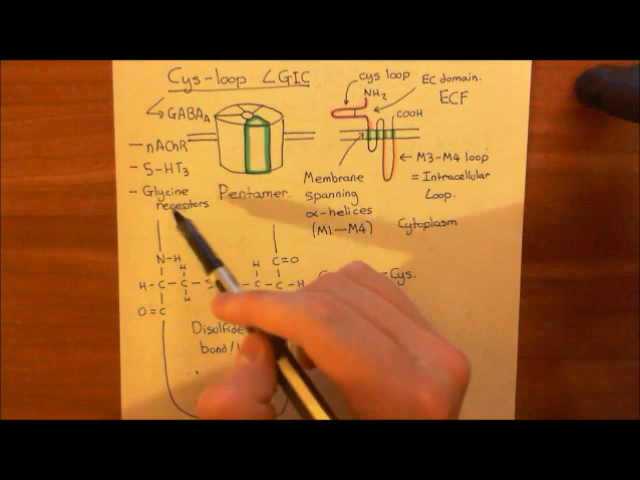 Cys-loop LGIC
GABAA
- nAChR
- 5-HT3
- Glycine
receptors
Pentamer.
cys loop
NH2
EC domain.
ECF
COOH
M3-M4 loop
= Intracellular
Loop.
Membrane
spanning
α-helices
(M1-M4)
Cytoplasm
N-H
H
H-C-C-S
H
O=C
C=O
H
C-C-H
=Cys.
Disulfide
bond/